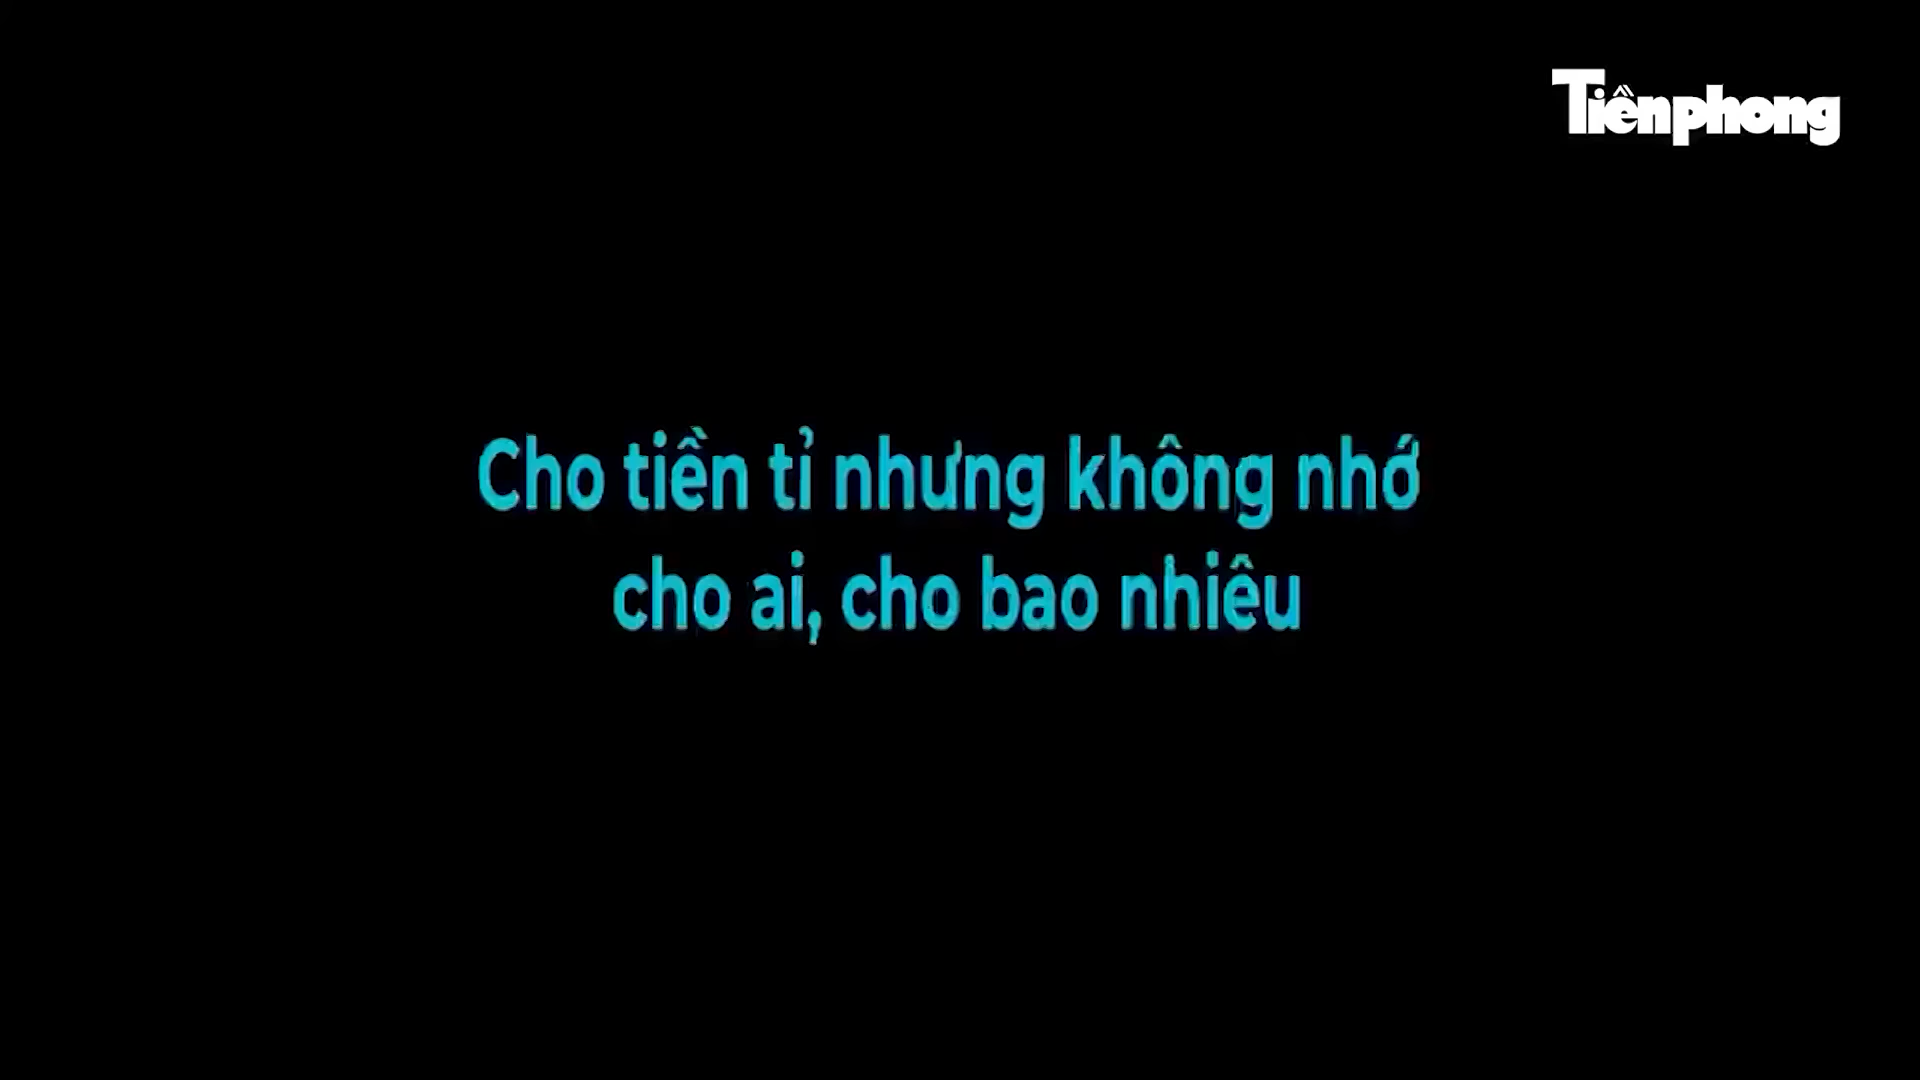 Tiềnphong
Cho tiền tỉ nhưng không nhớ
cho ai, cho bao nhiêu